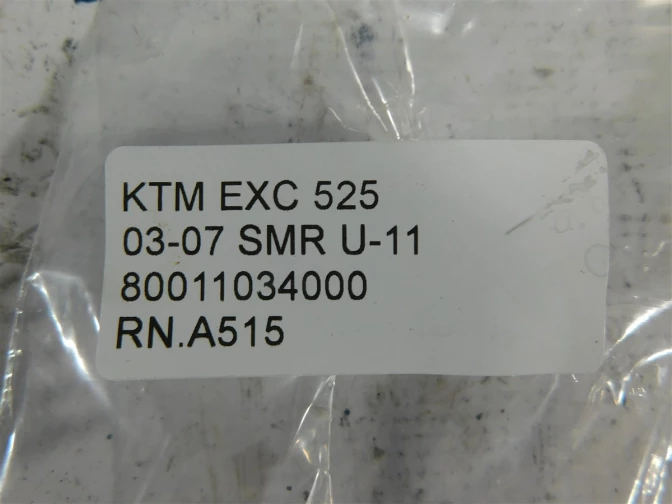 KTM EXC 525
03-07 SMR U-11
80011034000
RN.A515